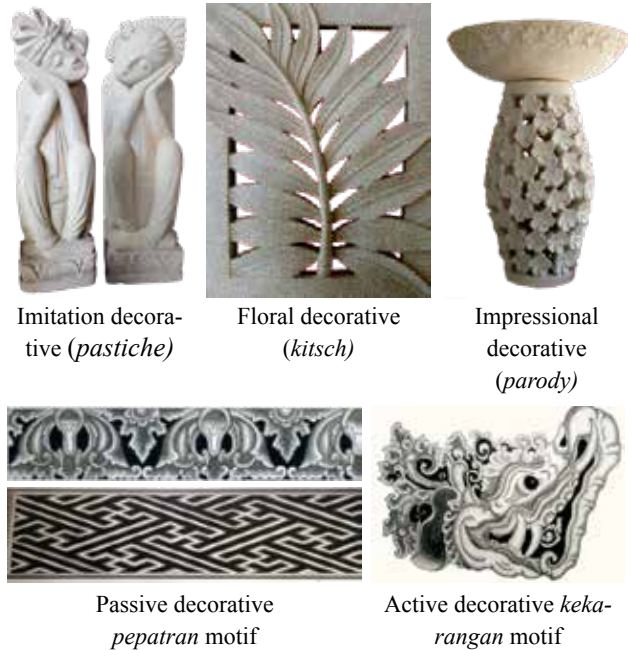 Imitation decora-
tive (pastiche)
Floral decorative
(kitsch)
Impressional
decorative
(parody)
Passive decorative
pepatran motif
Active decorative keka-
rangan motif